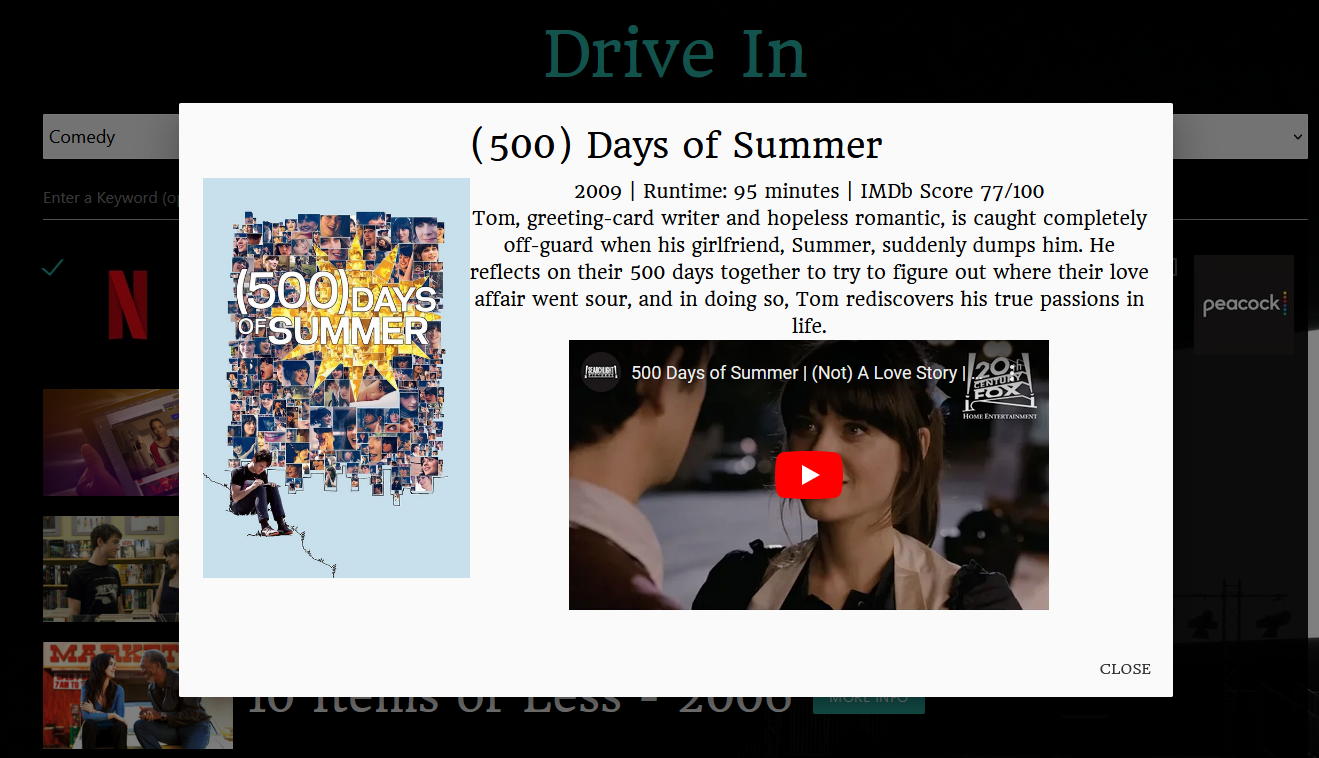 Drive In
Comedy
(500) Days of Summer
2009 | Runtime: 95 minutes | IMDb Score 77/100
Enter a Keyword (op
Tom, greeting-card writer and hopeless romantic, is caught completely
off-guard when his girlfriend, Summer, suddenly dumps him. He
reflects on their 500 days together to try to figure out where their love
affair went sour, and in doing so, Tom rediscovers his true passions in
life.
N
(500) DAYS
OF SUMMER
peacock
SEARCHLIGHT
500 Days of Summer | (Not) A Love Story |
20th
CENTURY
FOX
HOME ENTERTAINMENT
CLOSE
MARKET
7AM TO
10 Items or Less - 2006
MORE INFO